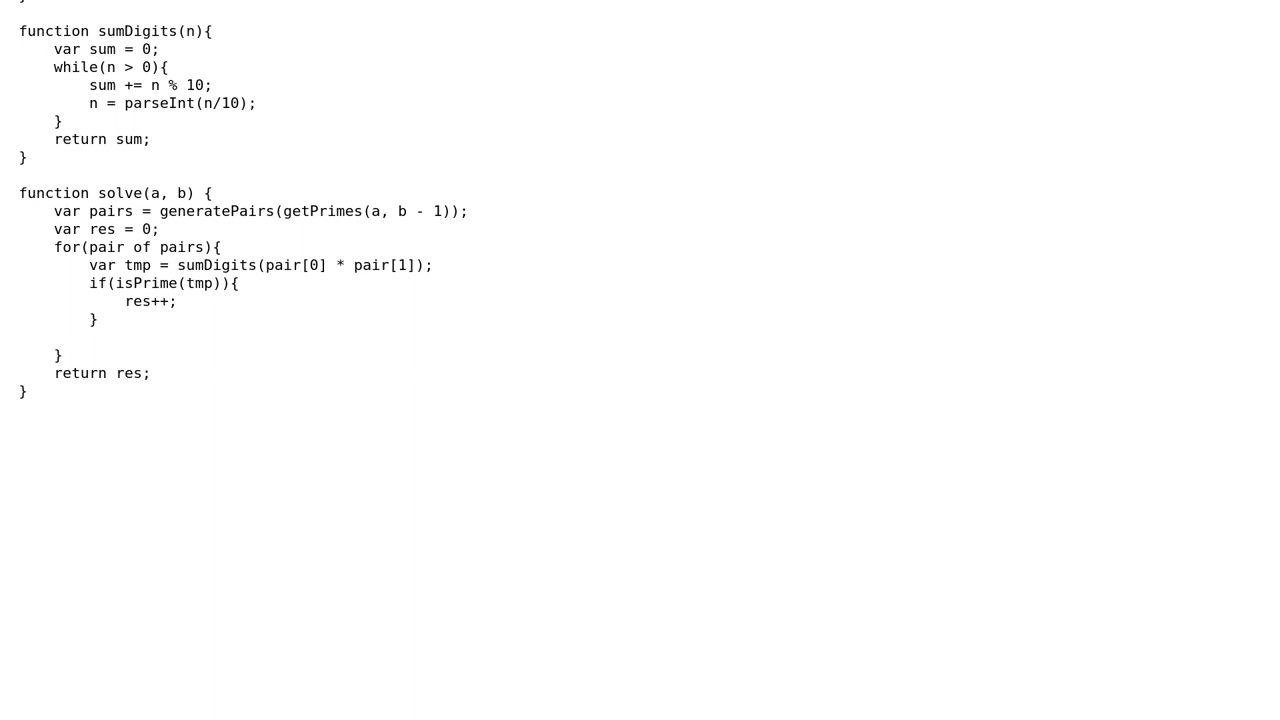 }
function sumDigits(n){
    var sum = 0;
    while(n > 0){
        sum += n % 10;
        n = parseInt(n/10);
    }
    return sum;
}
function solve(a, b) {
    var pairs = generatePairs(getPrimes(a, b - 1));
    var res = 0;
    for(pair of pairs){
        var tmp = sumDigits(pair[0] * pair[1]);
        if(isPrime(tmp)){
            res++;
        }
    }
    return res;
}